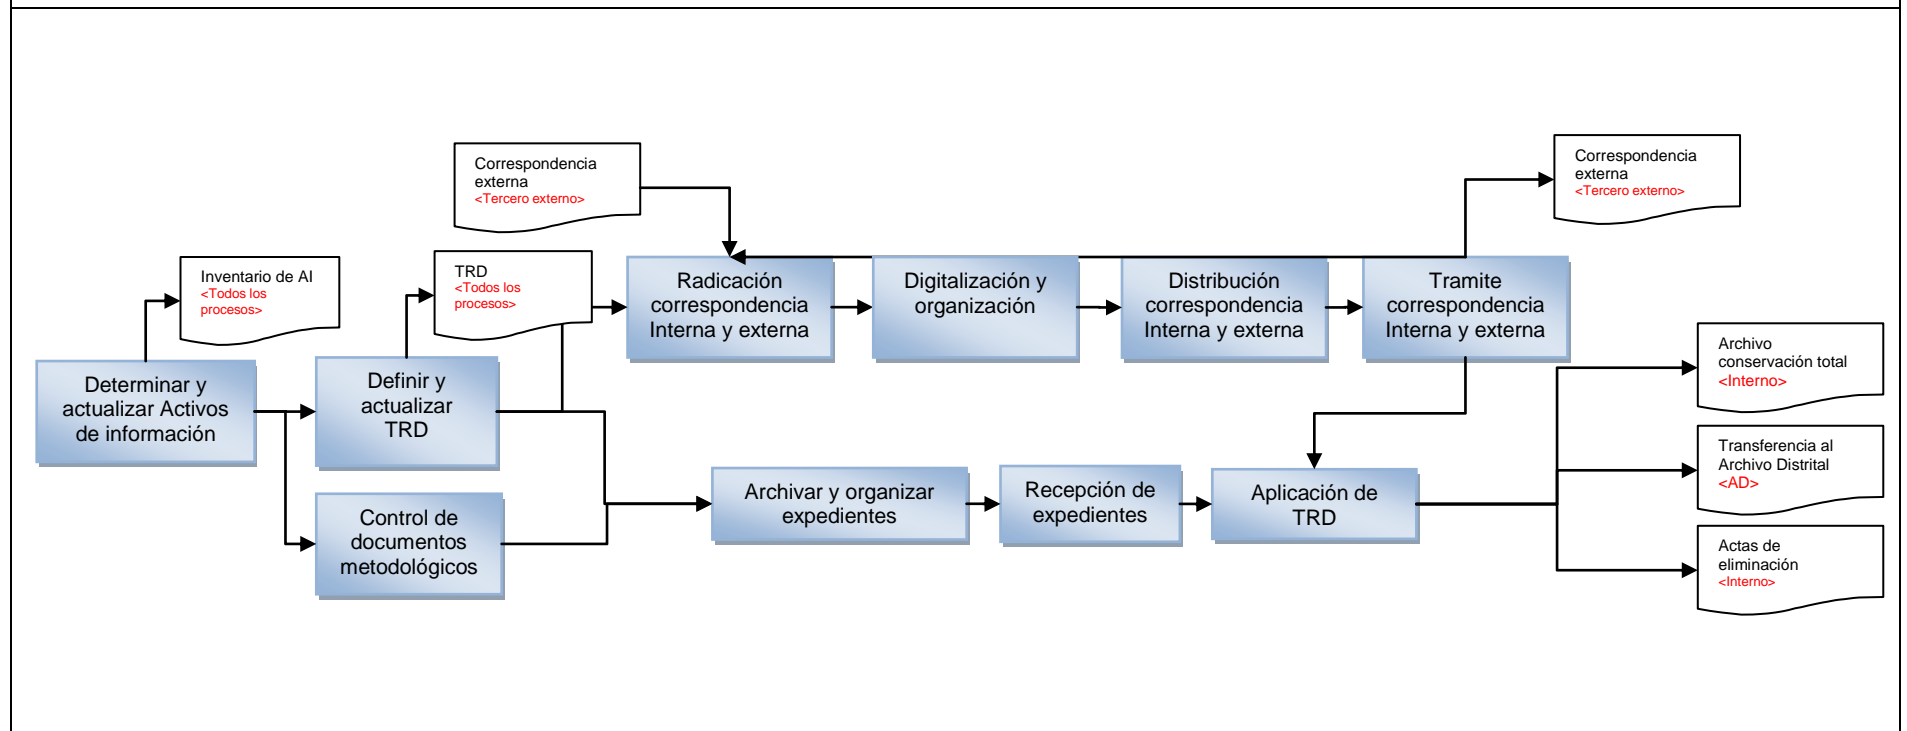 Correspondencia
externa
<Tercero externo>
Correspondencia
externa
<Tercero externo>
Inventario de AI
<Todos los
procesos>
TRD
<Todos los
procesos>
Radicación
correspondencia
Interna y externa
Digitalización y
organización
Distribución
correspondencia
Interna y externa
Tramite
correspondencia
Interna y externa
Determinar y
actualizar Activos
de información
Definir y
actualizar
TRD
Archivo
conservación total
<Interno>
Transferencia al
Archivo Distrital
<AD>
Control de
documentos
metodológicos
Archivar y organizar
expedientes
Recepción de
expedientes
Aplicación de
TRD
Actas de
eliminación
<Interno>